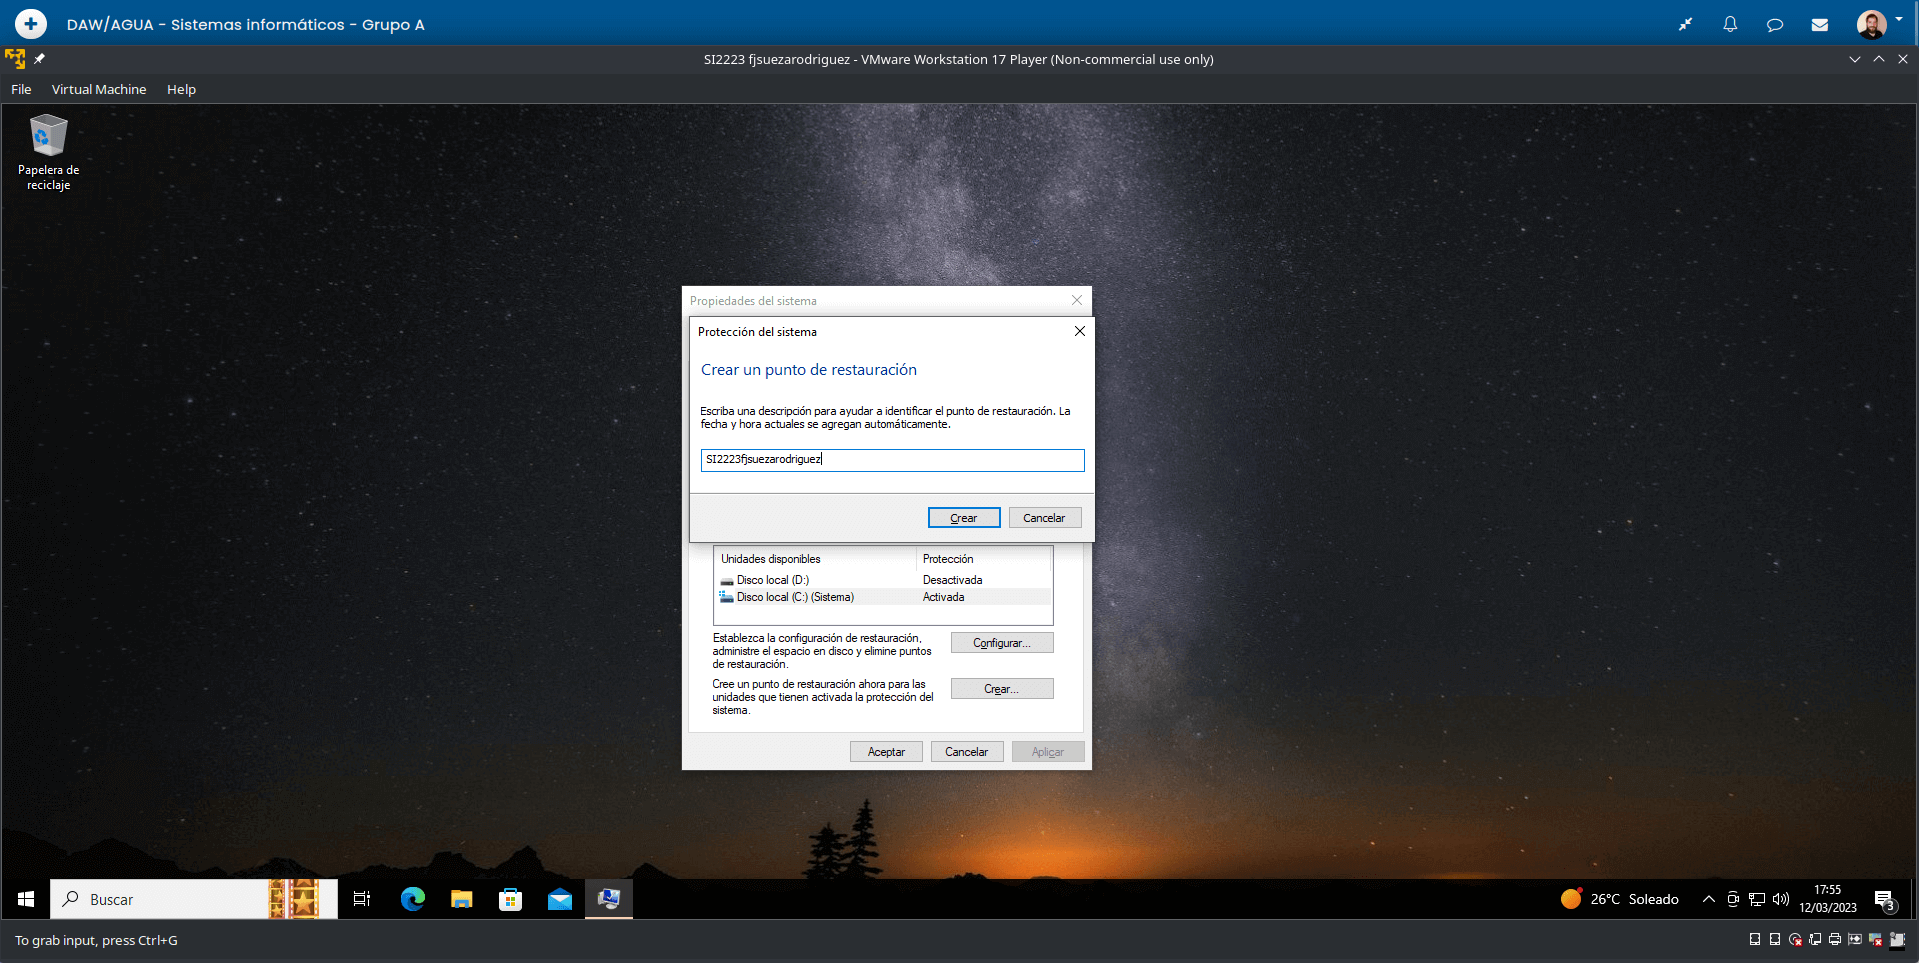 DAW/AGUA - Sistemas informáticos - Grupo A
SI2223 fjsuezarodriguez - VMware Workstation 17 Player (Non-commercial use only)
File Virtual Machine Help
Papelera de
reciclaje
Propiedades del sistema
Protección del sistema
Crear un punto de restauración
Escriba una descripción para ayudar a identificar el punto de restauración. La
fecha y hora actuales se agregan automáticamente.
SI2223fjsuezarodriguez
Crear Cancelar
Unidades disponibles Protección
Disco local (D:) Desactivada
Disco local (C:) (Sistema) Activada
Establezca la configuración de restauración,
administre el espacio en disco y elimine puntos
de restauración.
Configurar...
Cree un punto de restauración ahora para las
unidades que tienen activada la protección del
sistema.
Crear...
Aceptar Cancelar Aplicar
Buscar
26°C Soleado
17:55
12/03/2023
3
To grab input, press Ctrl+G